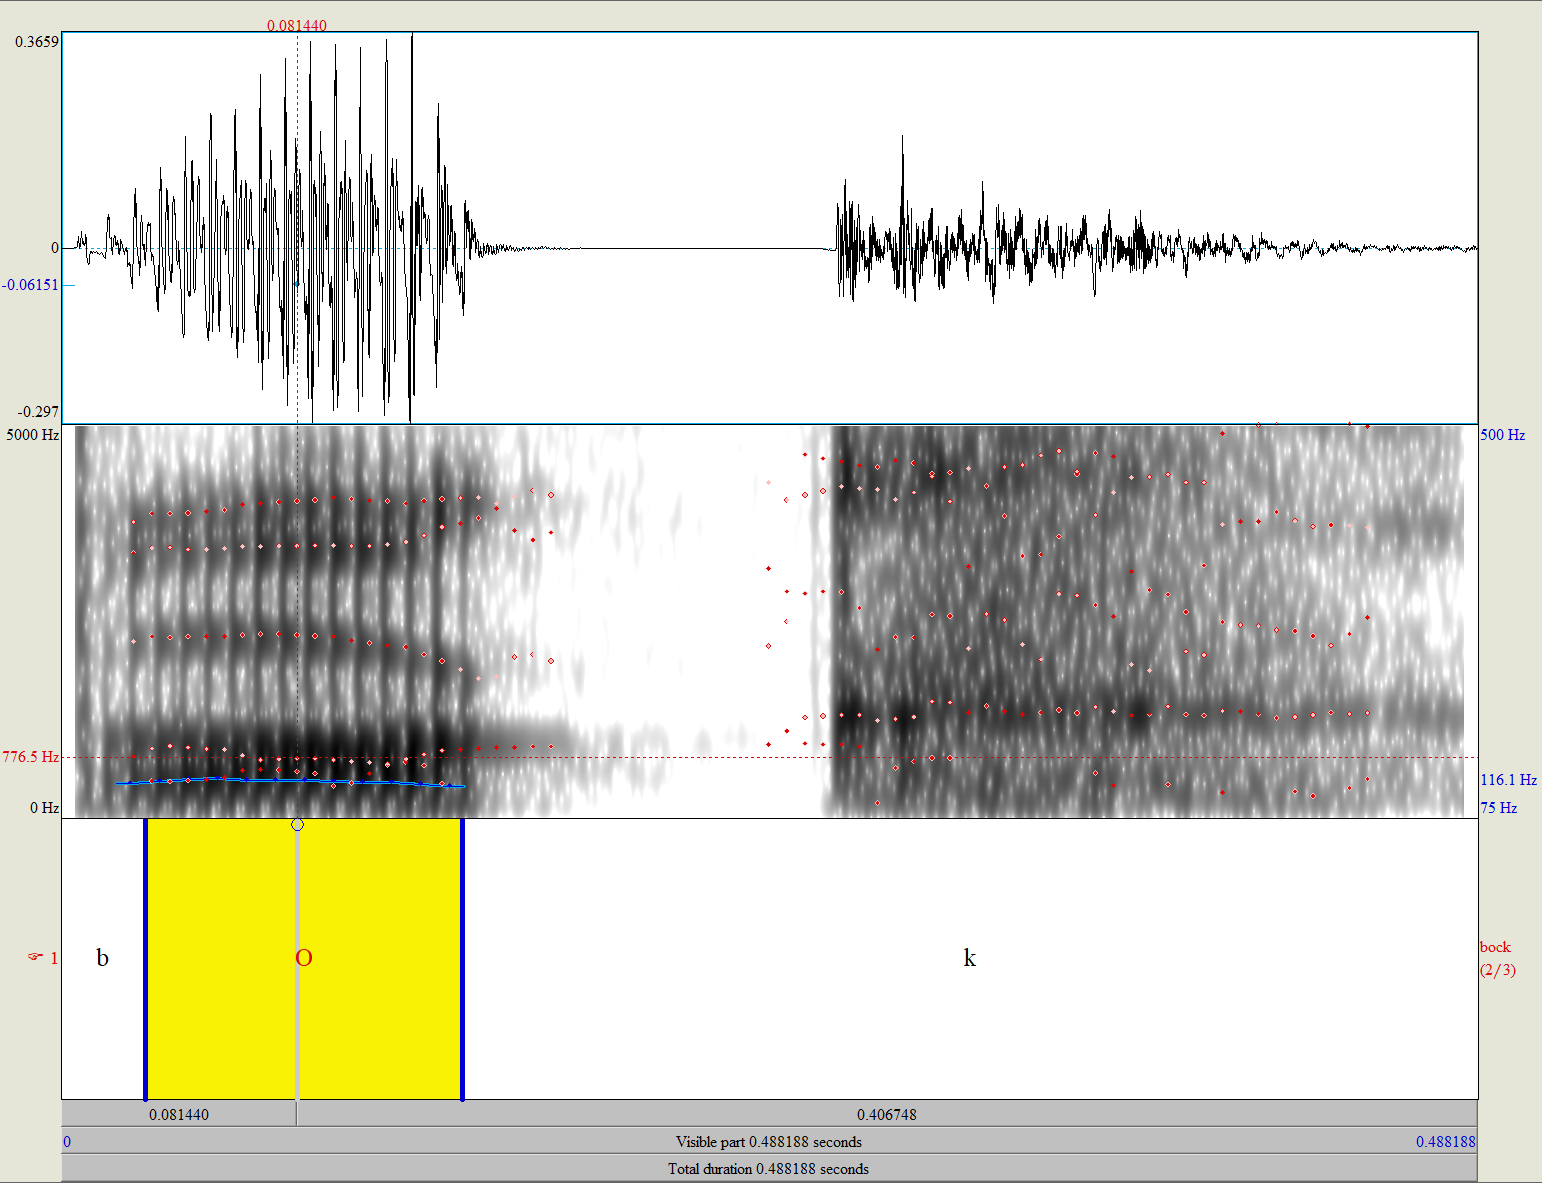 0.081440
0.3659
0
-0.06151
-0.297
5000 Hz
500 Hz
776.5 Hz
116.1 Hz
0 Hz
75 Hz
☞ 1
b
O
k
bock
(2/3)
0.081440
0.406748
0
Visible part 0.488188 seconds
0.488188
Total duration 0.488188 seconds